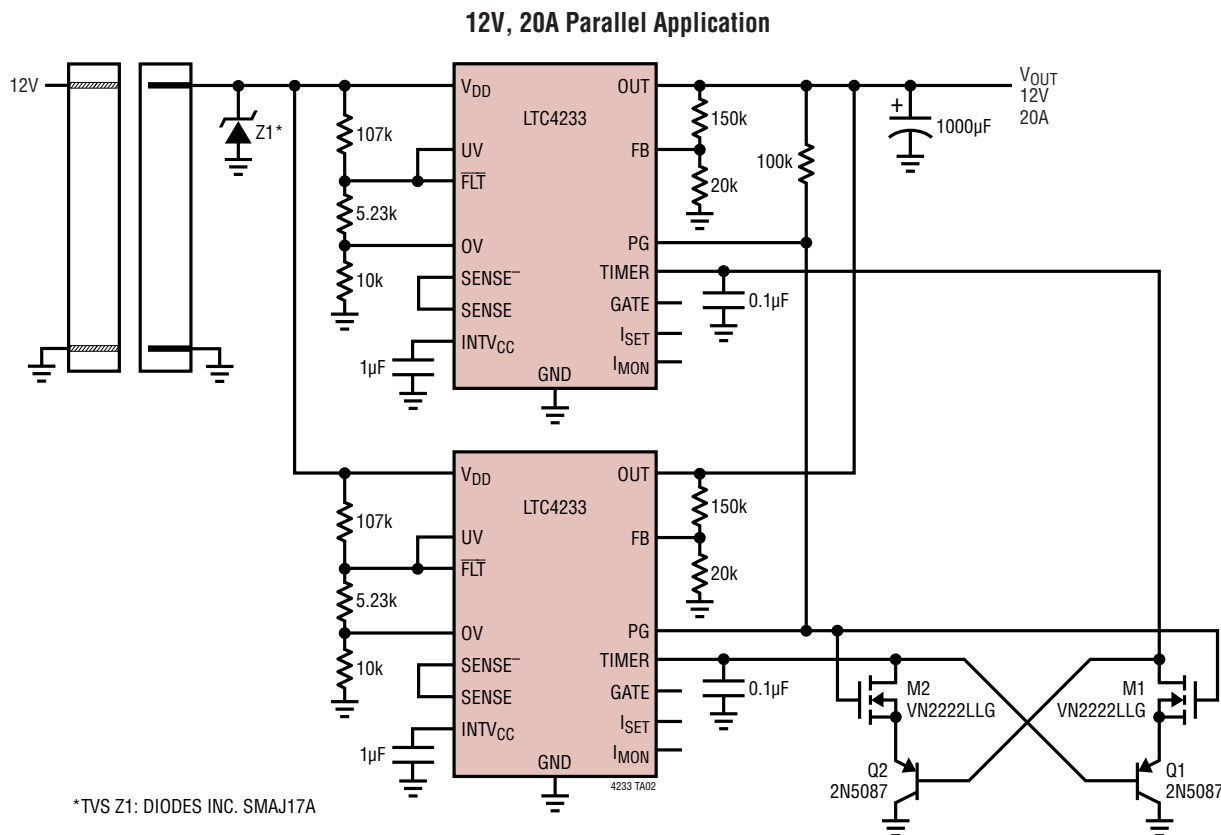 12V, 20A Parallel Application
12V
Z1*
107k
5.23k
10k
1µF
VDD
UV
FLT
OV
SENSE–
SENSE
INTVCC
LTC4233
GND
OUT
FB
PG
TIMER
GATE
ISET
IMON
150k
20k
100k
0.1µF
+
1000µF
VOUT
12V
20A
107k
5.23k
10k
1µF
VDD
UV
FLT
OV
SENSE–
SENSE
INTVCC
LTC4233
GND
OUT
FB
PG
TIMER
GATE
ISET
IMON
150k
20k
0.1µF
M2
VN2222LLG
M1
VN2222LLG
Q2
2N5087
Q1
2N5087
4233 TA02
*TVS Z1: DIODES INC. SMAJ17A